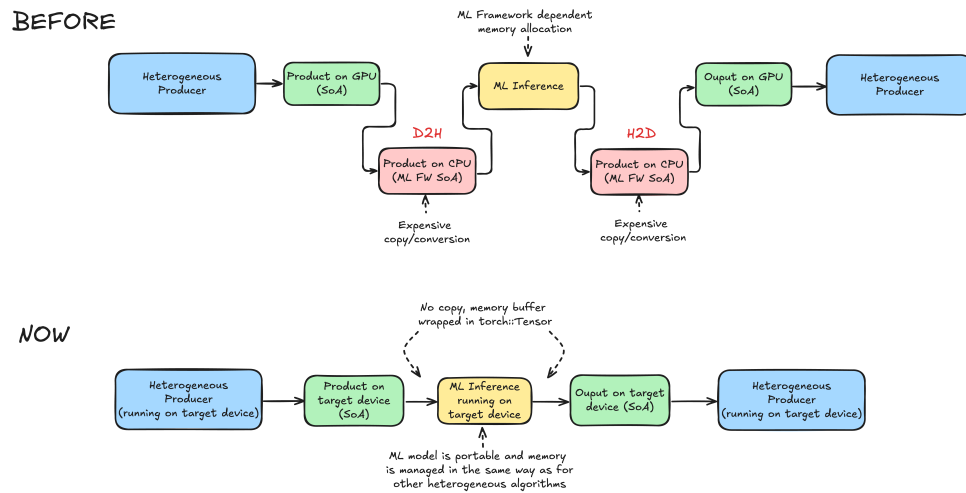 BEFORE
ML Framework dependent
memory allocation
Heterogeneous
Producer
Product on GPU
(SoA)
ML Inference
Ouput on GPU
(SoA)
Heterogeneous
Producer
D2H
H2D
Product on CPU
(ML FW SoA)
Product on CPU
(ML FW SoA)
Expensive
copy/conversion
Expensive
copy/conversion
NOW
No copy, memory buffer
wrapped in torch::Tensor
Heterogeneous
Producer
(running on target device)
Product on
target device
(SoA)
ML Inference
running on
target device
Ouput on target
device (SoA)
Heterogeneous
Producer
(running on target device)
ML model is portable and memory
is managed in the same way as for
other heterogeneous algorithms